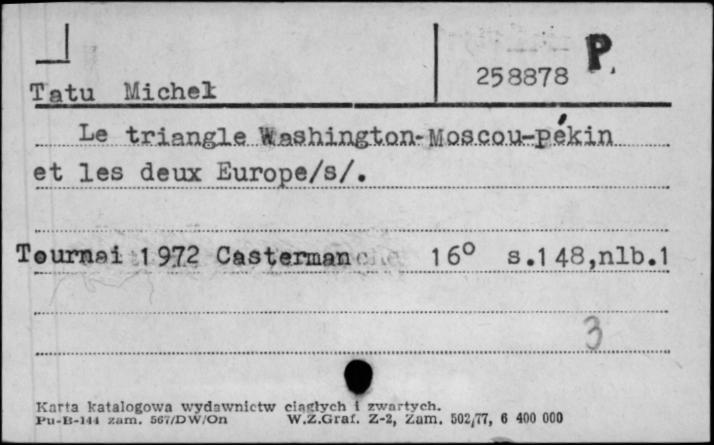 P
258878
Tatu Michel
Le triangle Washington-Moscou-Pékin
et les deux Europe/s/.
Tournai 1972 Casterman 16° s.148,nlb.1
3
Karta katalogowa wydawnictw ciągłych i zwartych.
Pu-B-144 zam. 567/DW/On W.Z.Graf. Z-2, Zam. 502/77, 6 400 000